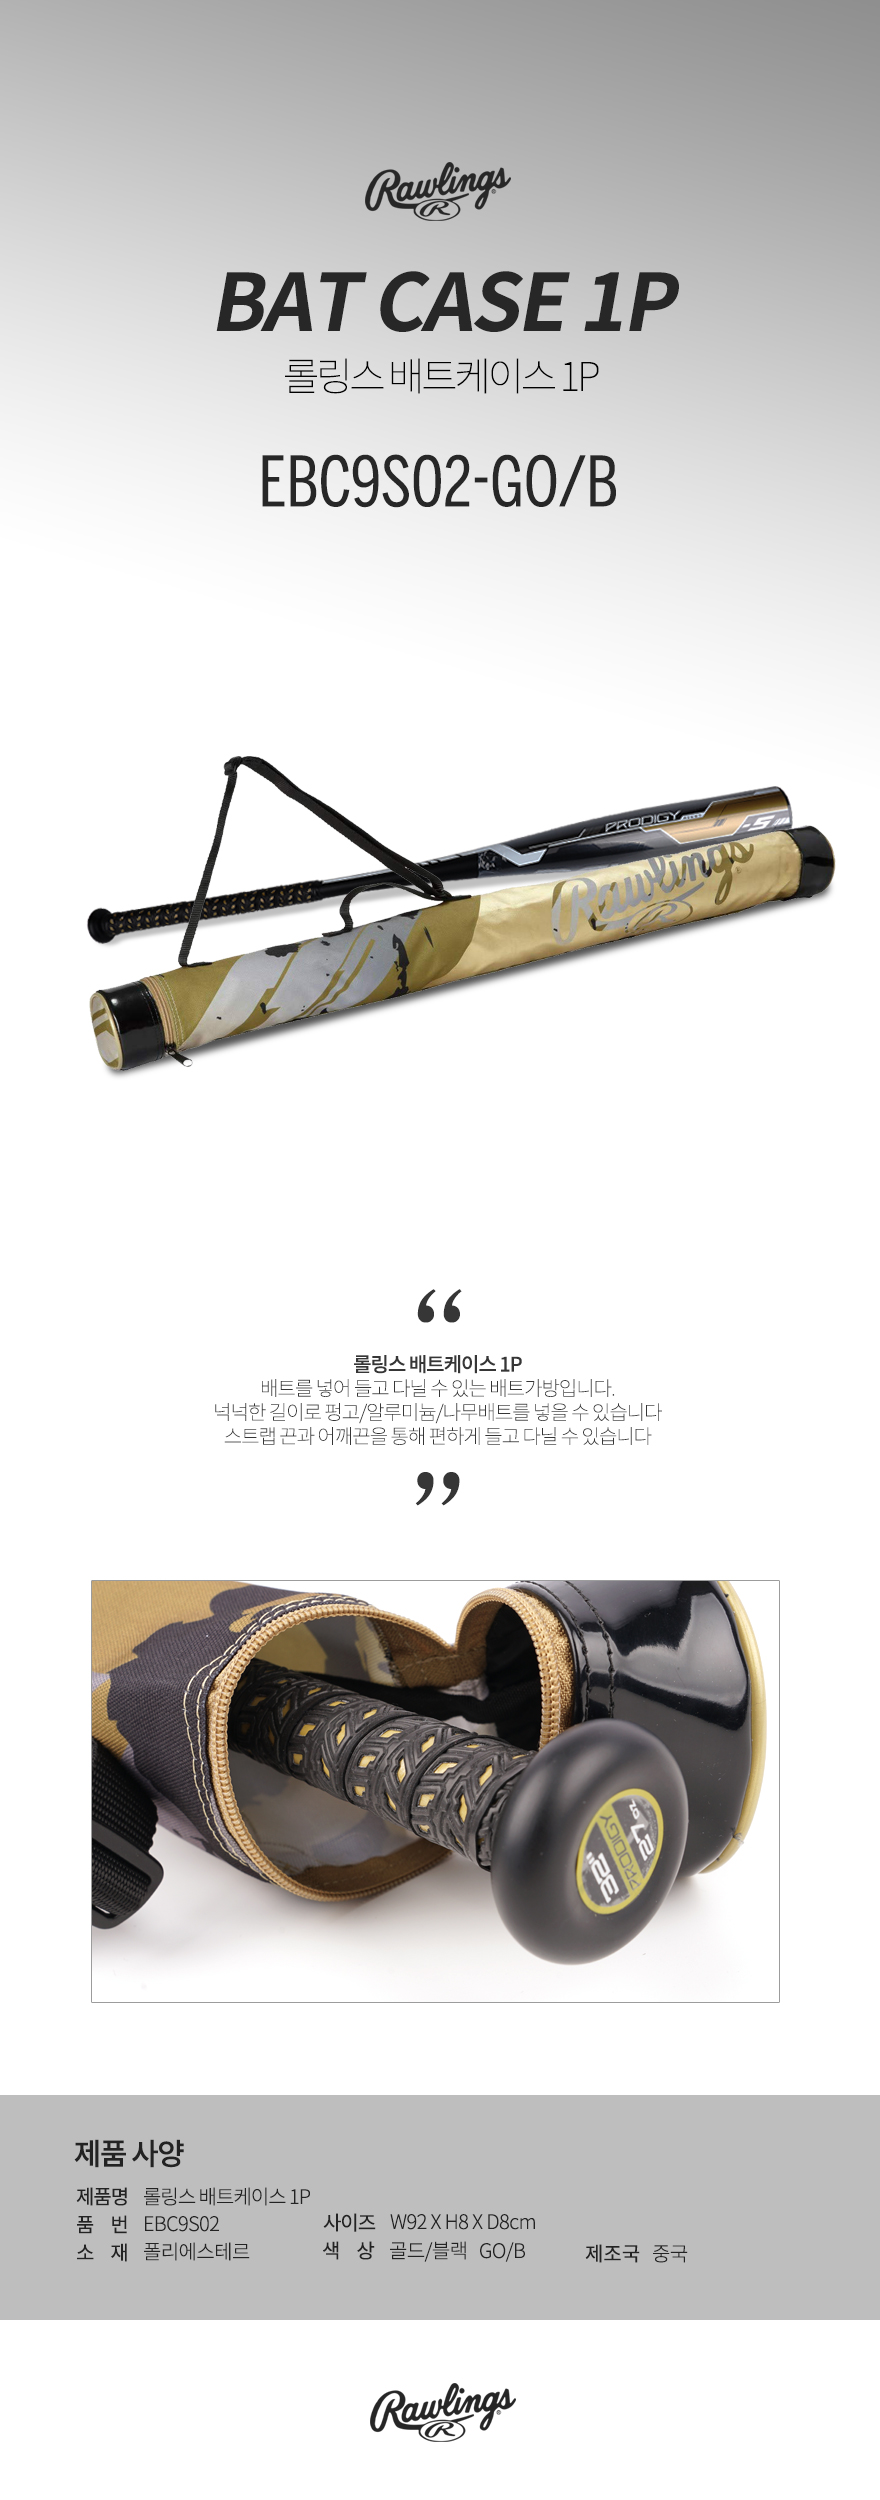 Rawlings
R
BAT CASE 1P
롤링스 배트케이스 1P
EBC9S02-GO/B
PRODIGY
-5
Rawlings
R
“
롤링스 배트케이스 1P
배트를 넣어 들고 다닐 수 있는 배트가방입니다.
넉넉한 길이로 펑고/알루미늄/나무배트를 넣을 수 있습니다
스트랩 끈과 어깨끈을 통해 편하게 들고 다닐 수 있습니다
”
27 oz
PRODIGY
32"
제품 사양
제품명 롤링스 배트케이스 1P
품 번 EBC9S02 사이즈 W92 X H8 X D8cm
소 재 폴리에스테르 색 상 골드/블랙 GO/B 제조국 중국
Rawlings
R